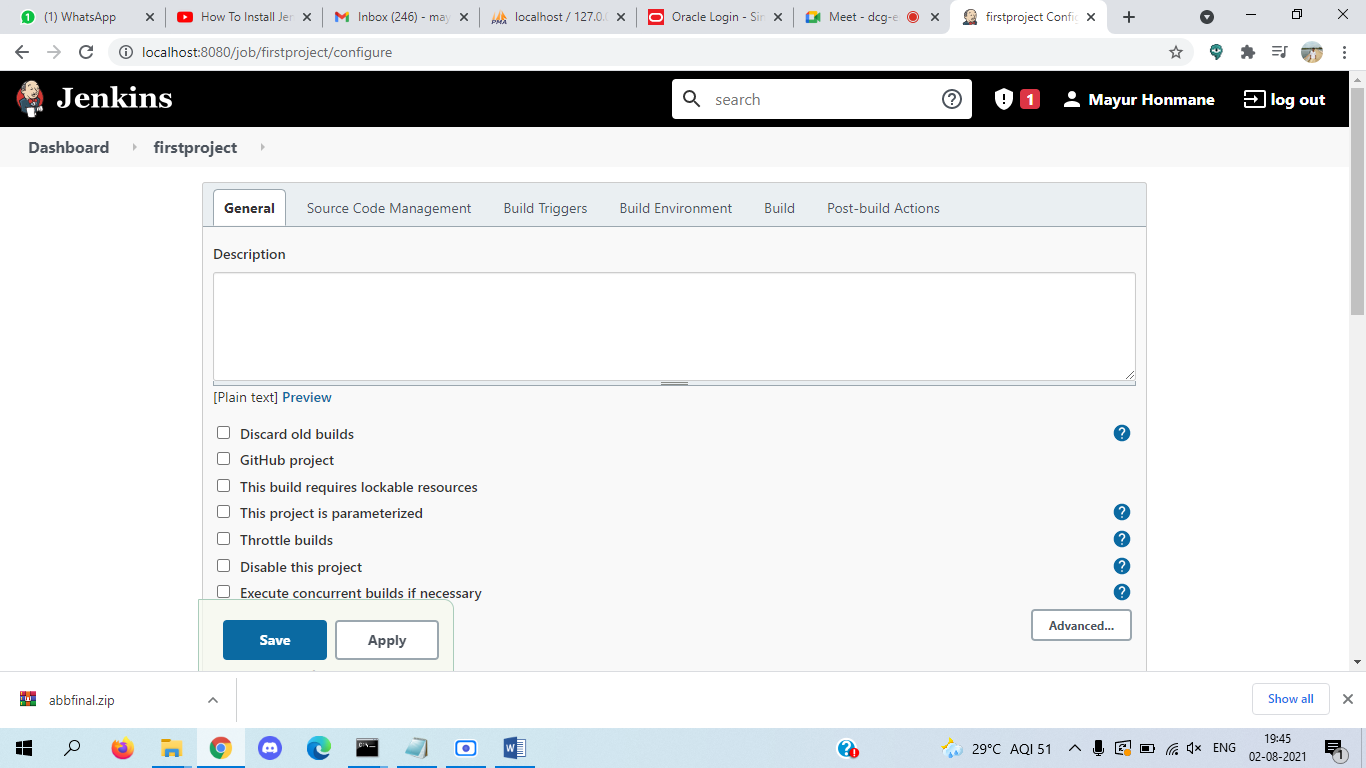 (1) WhatsApp
How To Install Jen
Inbox (246) - may
localhost / 127.0.0
Oracle Login - Sin
Meet - dcg-e
firstproject Config
localhost:8080/job/firstproject/configure
Jenkins
search
1
Mayur Honmane
log out
Dashboard
firstproject
General
Source Code Management
Build Triggers
Build Environment
Build
Post-build Actions
Description
[Plain text] Preview
Discard old builds
GitHub project
This build requires lockable resources
This project is parameterized
Throttle builds
Disable this project
Execute concurrent builds if necessary
Advanced...
Save
Apply
abbfinal.zip
Show all
29°C AQI 51
ENG
19:45
02-08-2021
1